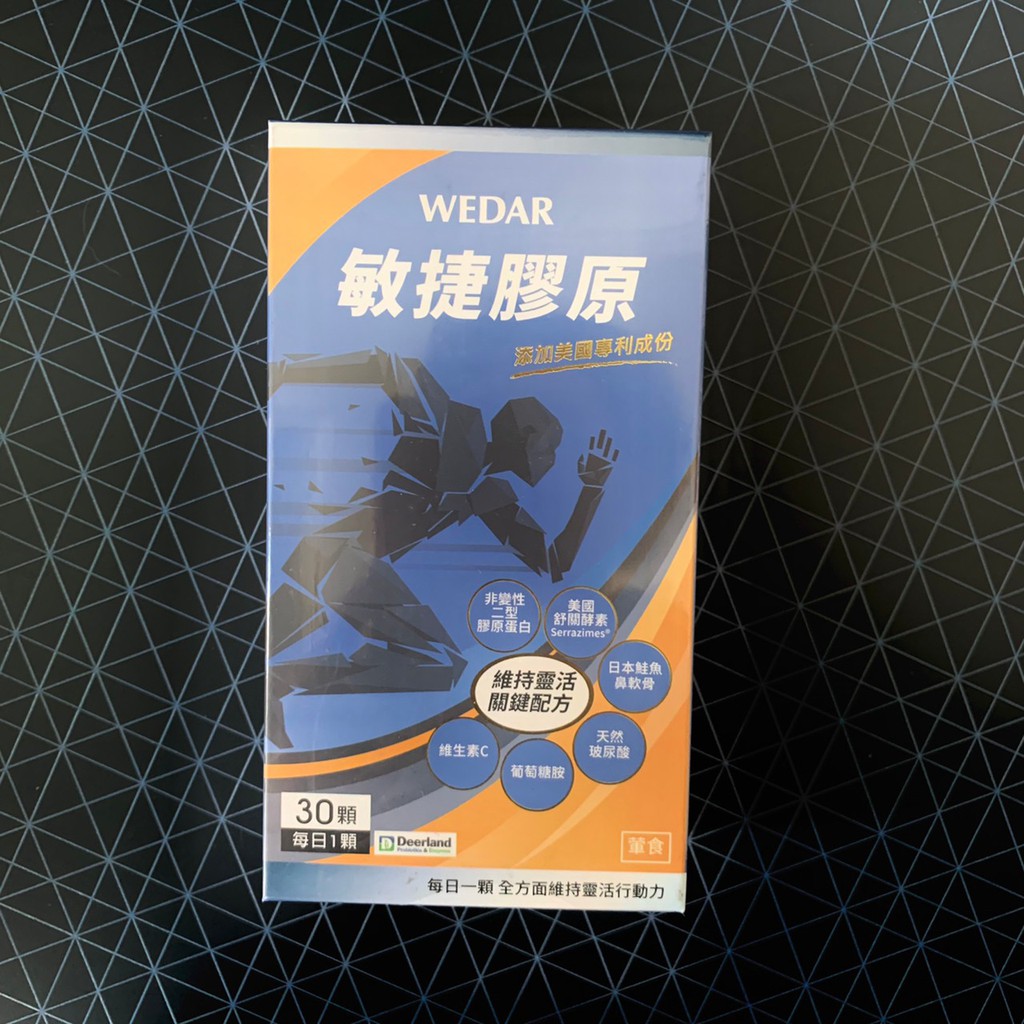 WEDAR
敏捷膠原
添加美國專利成份
非變性
二型
膠原蛋白
美國
舒關酵素
Serrazimes®
日本鮭魚
鼻軟骨
維持靈活
關鍵配方
天然
玻尿酸
維生素C
葡萄糖胺
30顆
每日1顆
Deerland
Probiotics & Enzymes
葷食
每日一顆 全方面維持靈活行動力